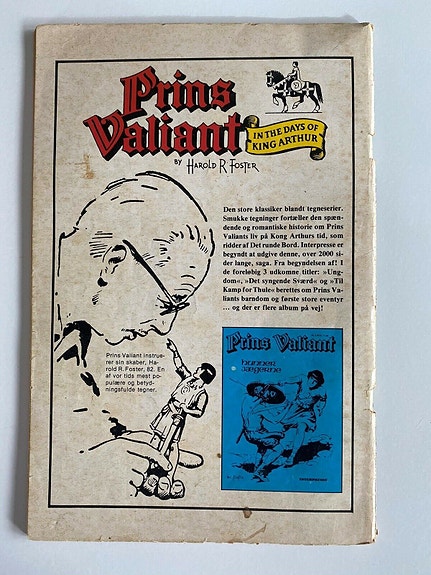 Prins
Valiant
IN THE DAYS OF
KING ARTHUR
BY HAROLD R FOSTER
Den store klassiker blandt tegneserier.
Smukke tegninger fortæller den spæn-
dende og romantiske historie om Prins
Valiants liv på Kong Arthurs tid, som
ridder af Det runde Bord. Interpresse er
begyndt at udgive denne, over 2000 si-
der lange, saga. Fra begyndelsen af! I
de foreløbig 3 udkomne titler: »Ung-
dom«, »Det syngende Sværd« og »Til
Kamp for Thule« berettes om Prins Va-
liants barndom og første store eventyr
... og der er flere album på vej!
Prins Valiant instrue-
rer sin skaber, Ha-
rold R. Foster, 82. En
af vor tids mest po-
pulære og betyd-
ningsfulde tegner.
Prins Valiant
hunner
jægerne
INTERPRESSE